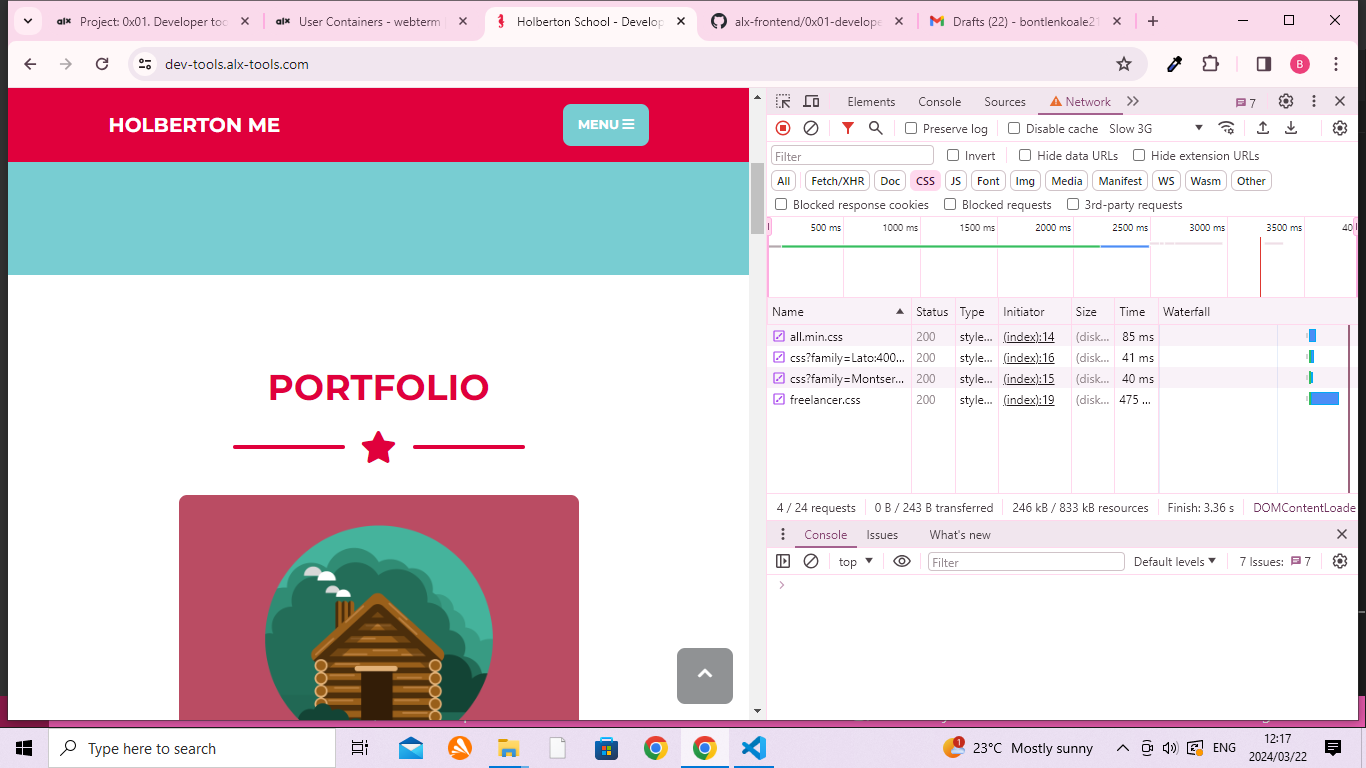 Project: 0x01. Developer too
User Containers - webterm
Holberton School - Develop
alx-frontend/0x01-develope
Drafts (22) - bontlenkoale21
dev-tools.alx-tools.com
B
HOLBERTON ME
MENU
PORTFOLIO
Elements Console Sources Network 7
Preserve log Disable cache Slow 3G
Filter Invert Hide data URLs Hide extension URLs
All Fetch/XHR Doc CSS JS Font Img Media Manifest WS Wasm Other
Blocked response cookies Blocked requests 3rd-party requests
500 ms 1000 ms 1500 ms 2000 ms 2500 ms 3000 ms 3500 ms 40
Name Status Type Initiator Size Time Waterfall
all.min.css 200 style... (index):14 (disk... 85 ms
css?family=Lato:400... 200 style... (index):16 (disk... 41 ms
css?family=Montser... 200 style... (index):15 (disk... 40 ms
freelancer.css 200 style... (index):19 (disk... 475 ...
4 / 24 requests 0 B / 243 B transferred 246 kB / 833 kB resources Finish: 3.36 s DOMContentLoade
Console Issues What's new
top Filter Default levels 7 Issues: 7
Type here to search
1 23°C Mostly sunny ENG 12:17
2024/03/22